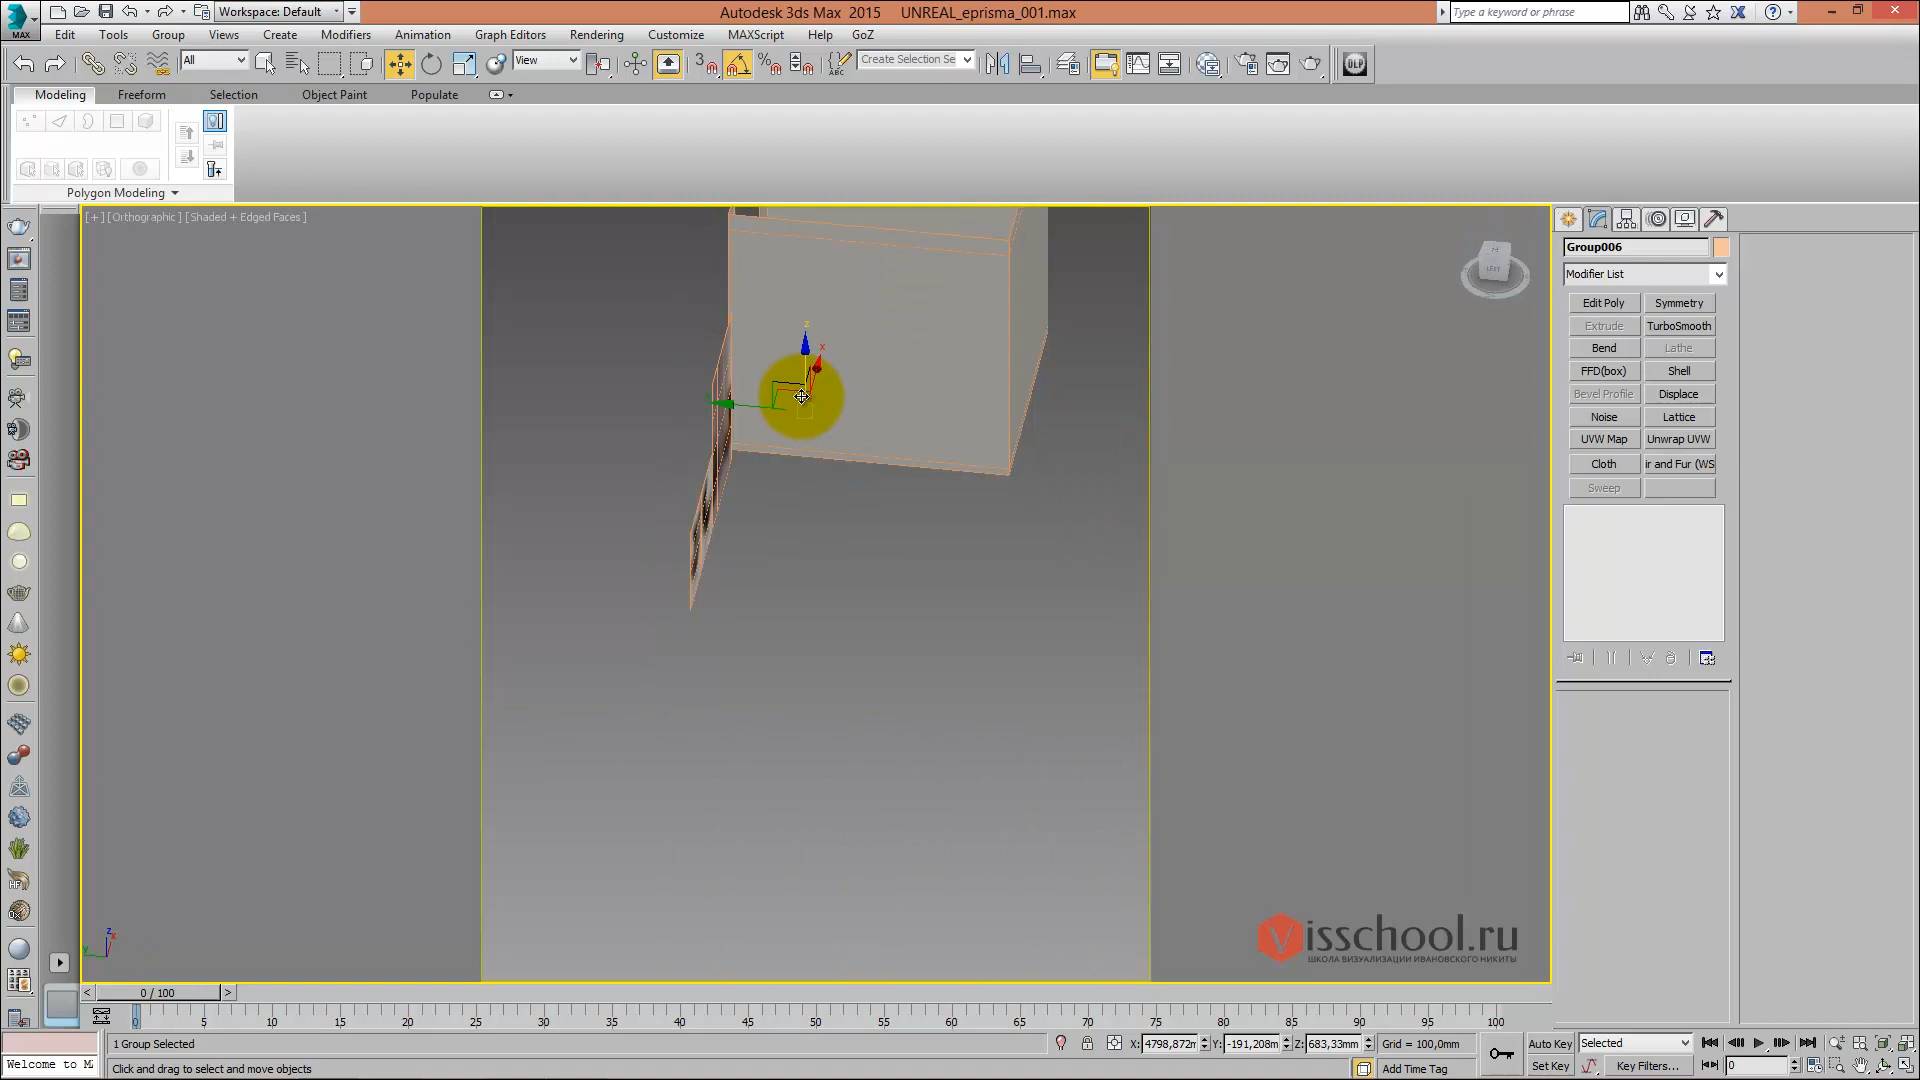 MAX
Workspace: Default
Autodesk 3ds Max 2015 UNREAL_eprisma_001.max
Type a keyword or phrase
Edit Tools Group Views Create Modifiers Animation Graph Editors Rendering Customize MAXScript Help GoZ
All
View
3
Create Selection Se
Modeling Freeform Selection Object Paint Populate
Polygon Modeling
[+] [Orthographic] [Shaded + Edged Faces]
LEFT
z
x
Group006
Modifier List
Edit Poly Symmetry
Extrude TurboSmooth
Bend Lathe
FFD(box) Shell
Bevel Profile Displace
Noise Lattice
UVW Map Unwrap UVW
Cloth ir and Fur (WS
Sweep
Visschool.ru
ШКОЛА ВИЗУАЛИЗАЦИИ ИВАНОВСКОГО НИКИТЫ
z
x
y
< 0 / 100 >
0 5 10 15 20 25 30 35 40 45 50 55 60 65 70 75 80 85 90 95 100
1 Group Selected
X: 4798,872m Y: -191,208m Z: 683,33mm Grid = 100,0mm
Auto Key Selected
Welcome to M
Click and drag to select and move objects
Add Time Tag
Set Key Key Filters... 0